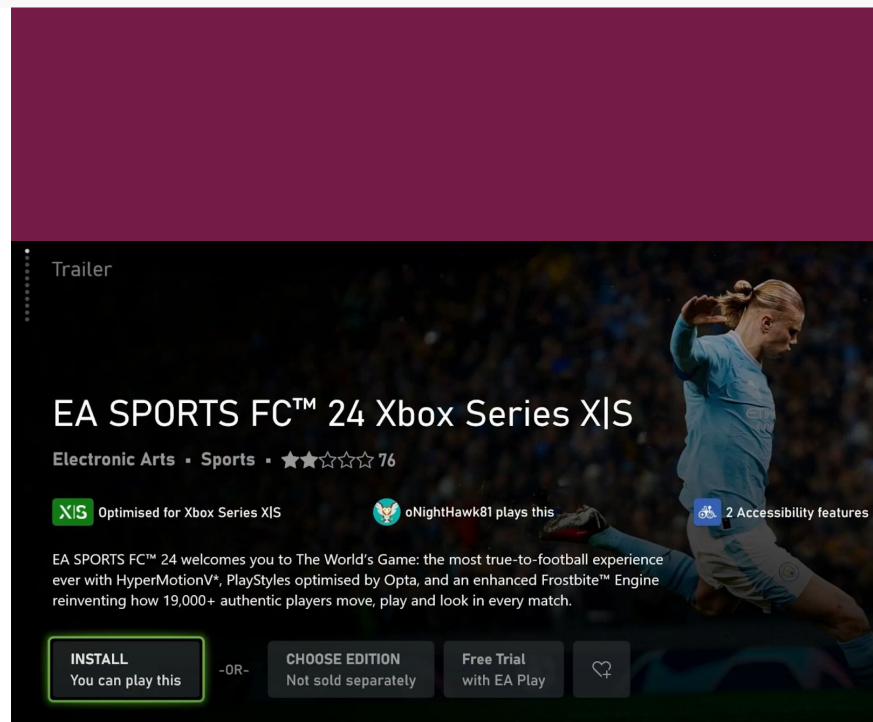 Trailer
EA SPORTS FC™ 24 Xbox Series X|S
Electronic Arts ▪ Sports ▪ ★★☆☆☆ 76
X|S Optimised for Xbox Series X|S
oNightHawk81 plays this
2 Accessibility features
EA SPORTS FC™ 24 welcomes you to The World's Game: the most true-to-football experience
ever with HyperMotionV*, PlayStyles optimised by Opta, and an enhanced Frostbite™ Engine
reinventing how 19,000+ authentic players move, play and look in every match.
INSTALL
You can play this
-OR-
CHOOSE EDITION
Not sold separately
Free Trial
with EA Play